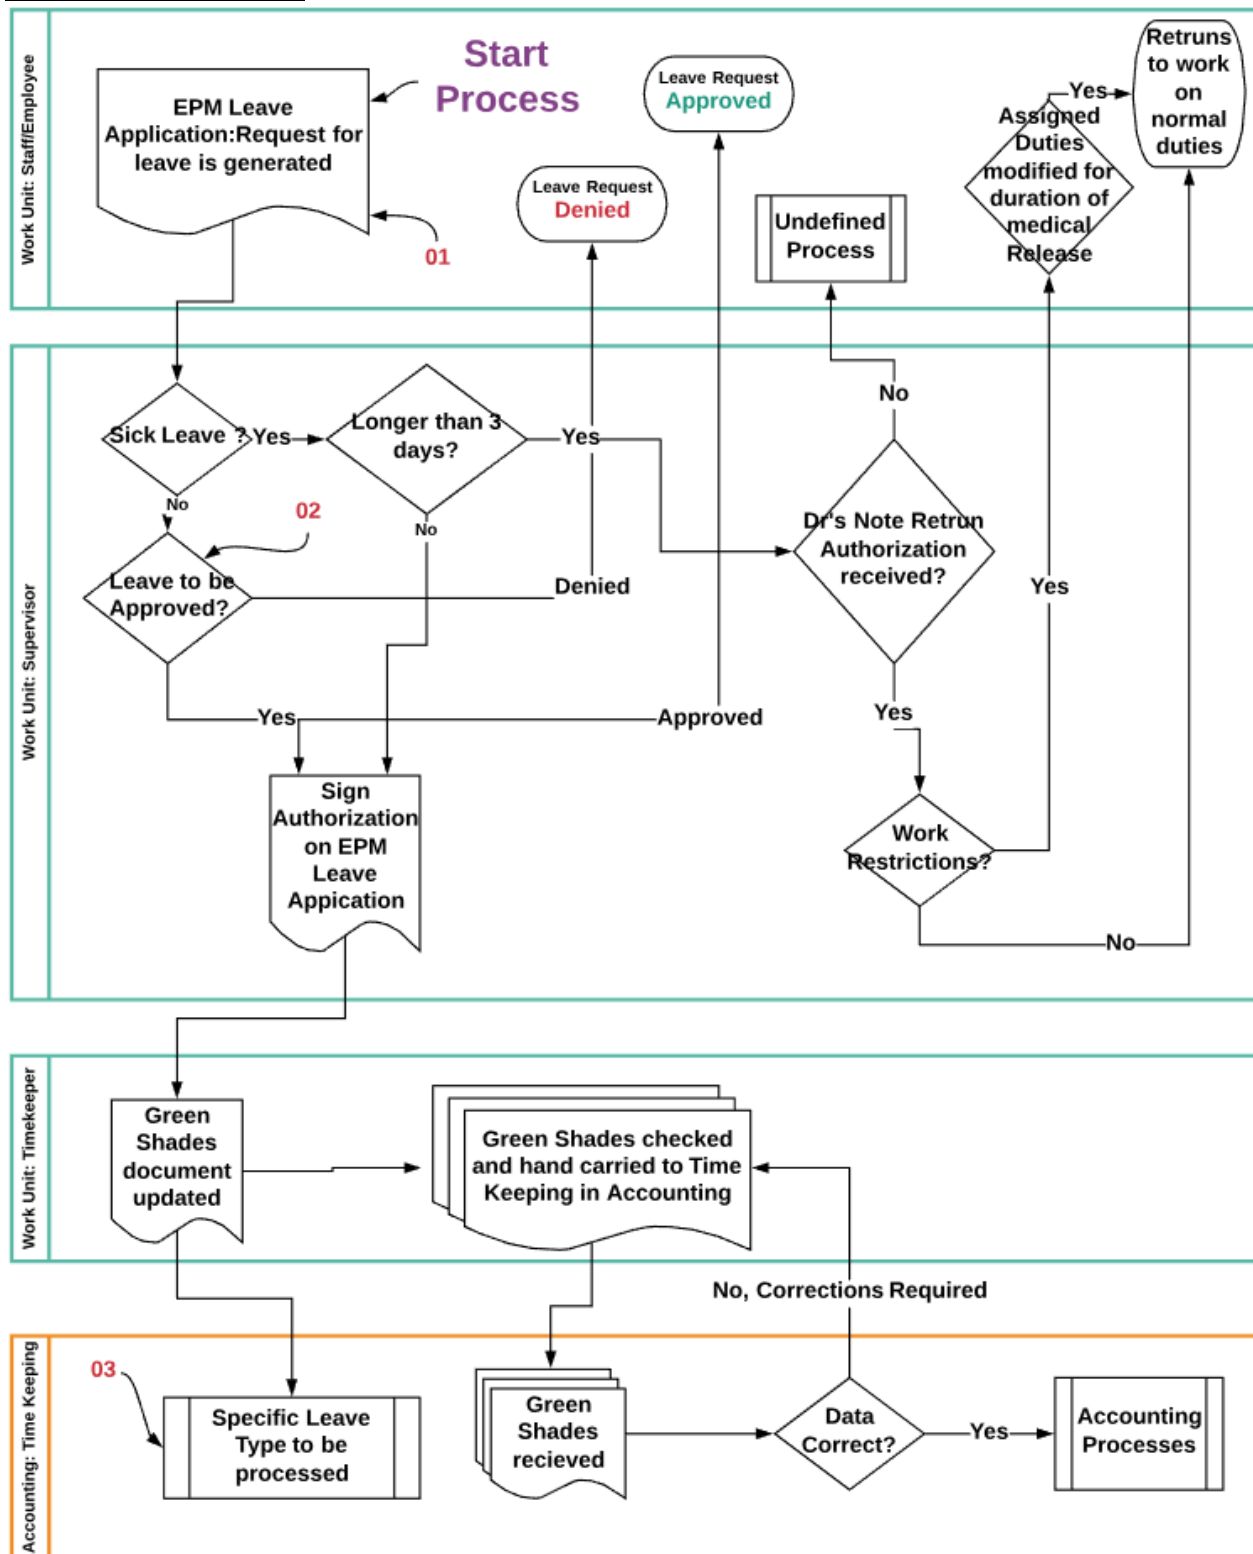 Work Unit: Staff/Employee
Start
Process
EPM Leave
Application:Request for
leave is generated
01
Leave Request
Approved
Leave Request
Denied
Undefined
Process
Yes
Assigned
Duties
modified for
duration of
medical
Release
Retruns
to work
on
normal
duties
Work Unit: Supervisor
Sick Leave ?
Yes
Longer than 3
days?
Yes
No
No
No
02
Leave to be
Approved?
Denied
Dr's Note Retrun
Authorization
received?
Yes
Yes
Yes
Approved
Sign
Authorization
on EPM
Leave
Appication
Work
Restrictions?
No
Work Unit: Timekeeper
Green
Shades
document
updated
Green Shades checked
and hand carried to Time
Keeping in Accounting
No, Corrections Required
Accounting: Time Keeping
03
Specific Leave
Type to be
processed
Green
Shades
recieved
Data
Correct?
Yes
Accounting
Processes